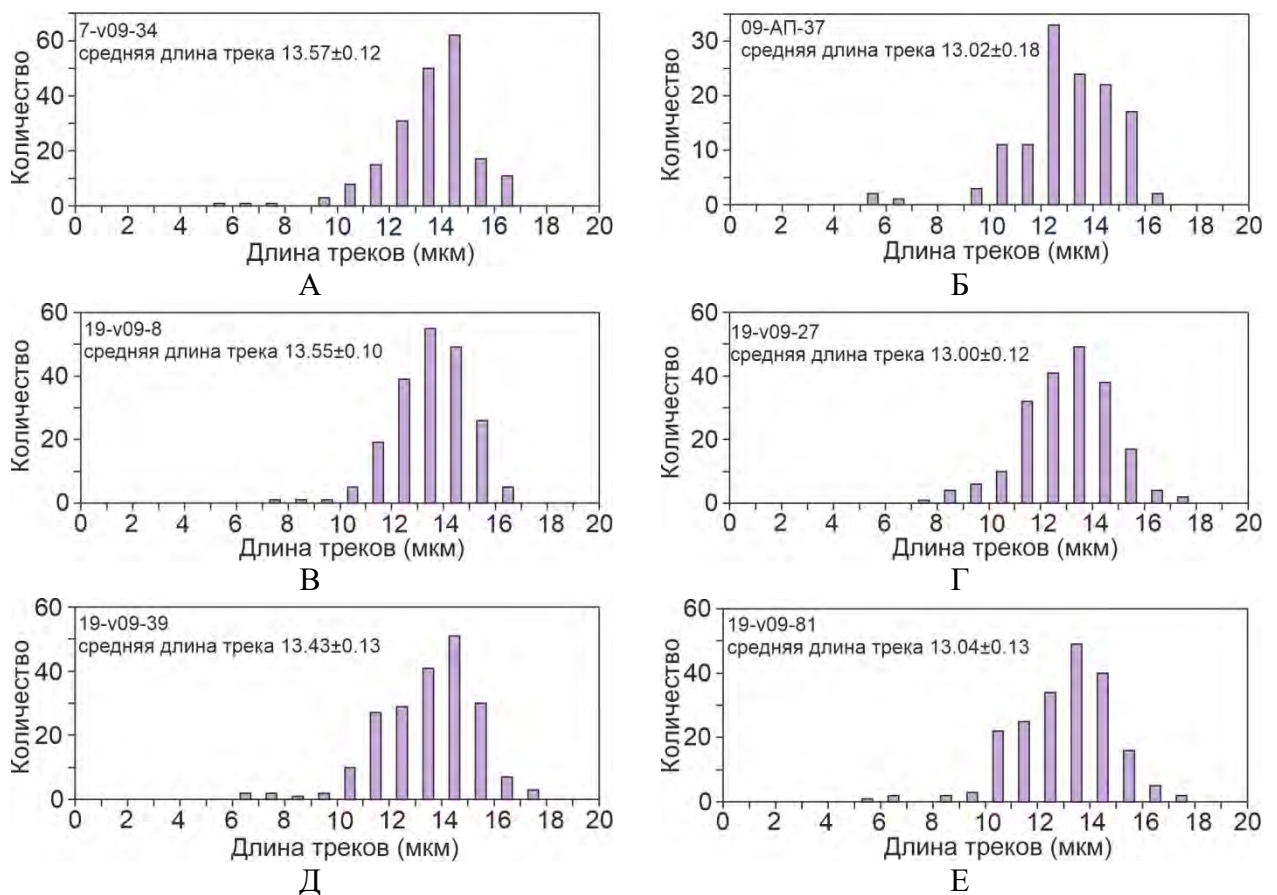 7-v09-34
средняя длина трека 13.57±0.12
Количество
0
20
40
60
0 2 4 6 8 10 12 14 16 18 20
Длина треков (мкм)
А
09-АП-37
средняя длина трека 13.02±0.18
Количество
0
10
20
30
0 2 4 6 8 10 12 14 16 18 20
Длина треков (мкм)
Б
19-v09-8
средняя длина трека 13.55±0.10
Количество
0
20
40
60
0 2 4 6 8 10 12 14 16 18 20
Длина треков (мкм)
В
19-v09-27
средняя длина трека 13.00±0.12
Количество
0
20
40
60
0 2 4 6 8 10 12 14 16 18 20
Длина треков (мкм)
Г
19-v09-39
средняя длина трека 13.43±0.13
Количество
0
20
40
60
0 2 4 6 8 10 12 14 16 18 20
Длина треков (мкм)
Д
19-v09-81
средняя длина трека 13.04±0.13
Количество
0
20
40
60
0 2 4 6 8 10 12 14 16 18 20
Длина треков (мкм)
Е